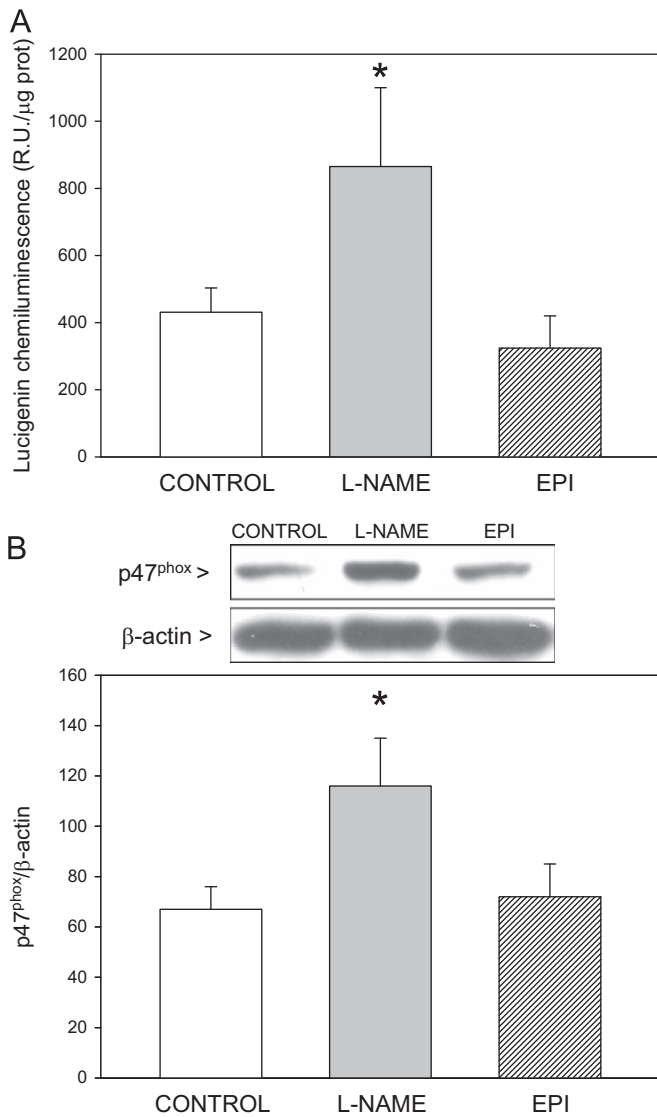 A
Lucigenin chemiluminescence (R.U./μg prot)
1200
1000
800
600
400
200
0
*
CONTROL L-NAME EPI
B
CONTROL L-NAME EPI
p47phox >
β-actin >
p47phox/β-actin
160
140
120
100
80
60
40
20
0
*
CONTROL L-NAME EPI